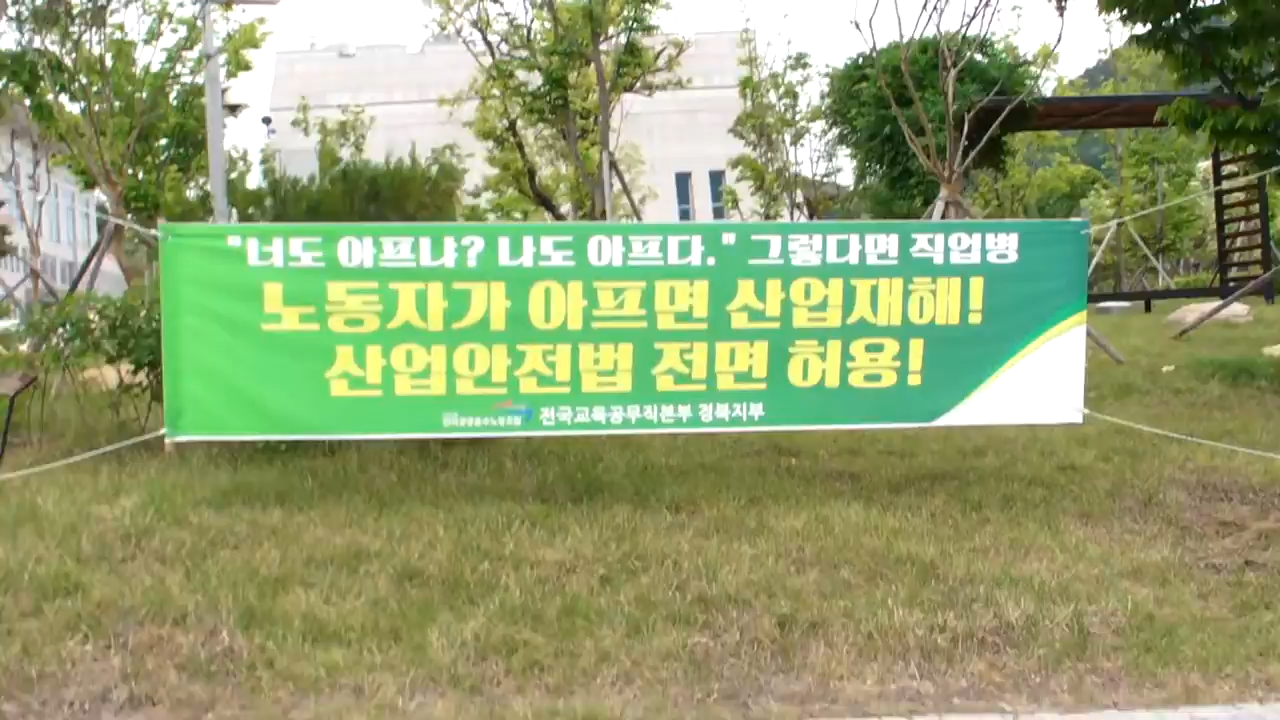 "너도 아프냐? 나도 아프다." 그렇다면 직업병
노동자가 아프면 산업재해!
산업안전법 전면 허용!
전국교육공무직본부 경북지부